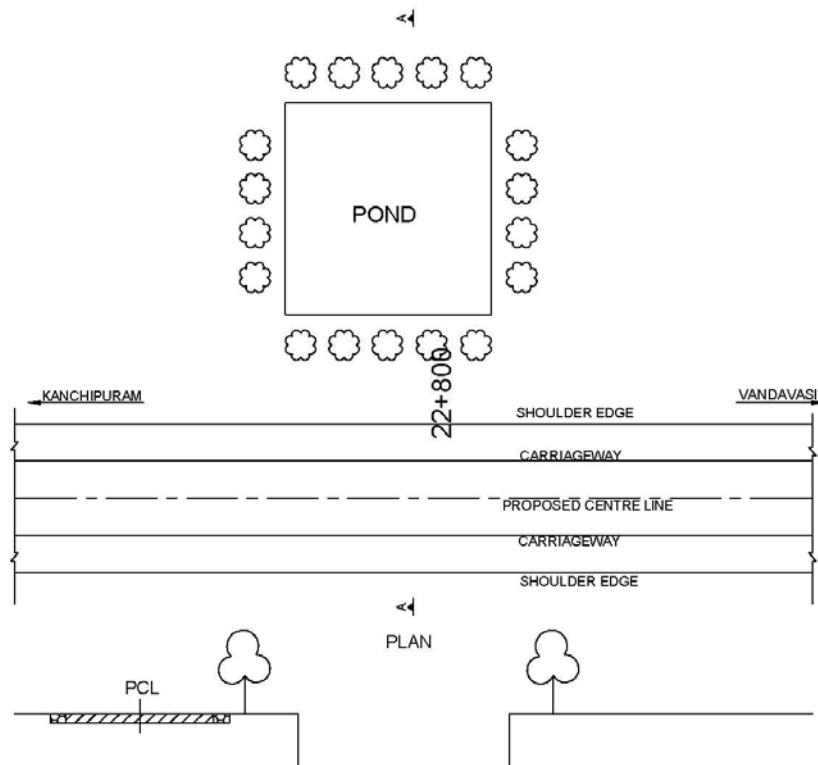 A
POND
22+800
KANCHIPURAM
VANDAVASI
SHOULDER EDGE
CARRIAGEWAY
PROPOSED CENTRE LINE
CARRIAGEWAY
SHOULDER EDGE
A
PLAN
PCL